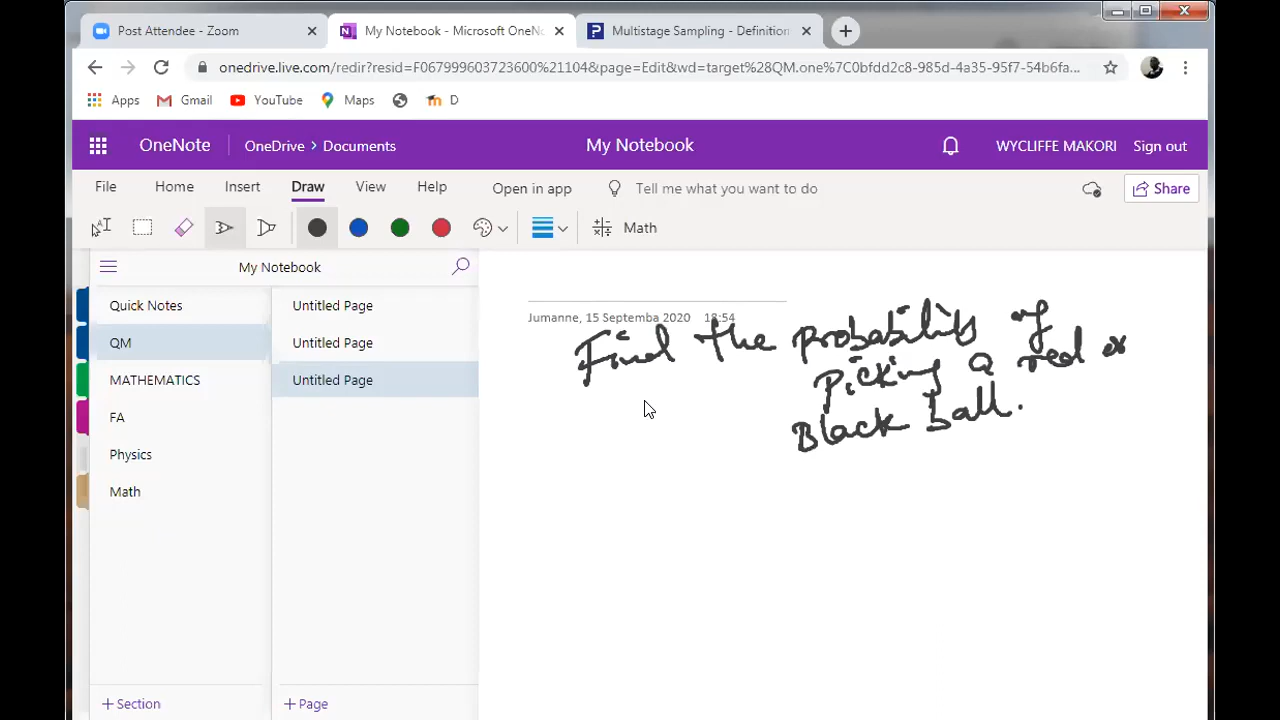 Post Attendee - Zoom
My Notebook - Microsoft OneNo
Multistage Sampling - Definition
onedrive.live.com/redir?resid=F067999603723600%21104&page=Edit&wd=target%28QM.one%7C0bfdd2c8-985d-4a35-95f7-54b6fa...
Apps Gmail YouTube Maps D
OneNote OneDrive > Documents My Notebook WYCLIFFE MAKORI Sign out
File Home Insert Draw View Help Open in app Tell me what you want to do Share
Math
My Notebook
Quick Notes
QM
MATHEMATICS
FA
Physics
Math
+ Section
Untitled Page
Untitled Page
Untitled Page
+ Page
Jumanne, 15 Septemba 2020 18:54
Find the probability of
Picking a red or
Black ball.